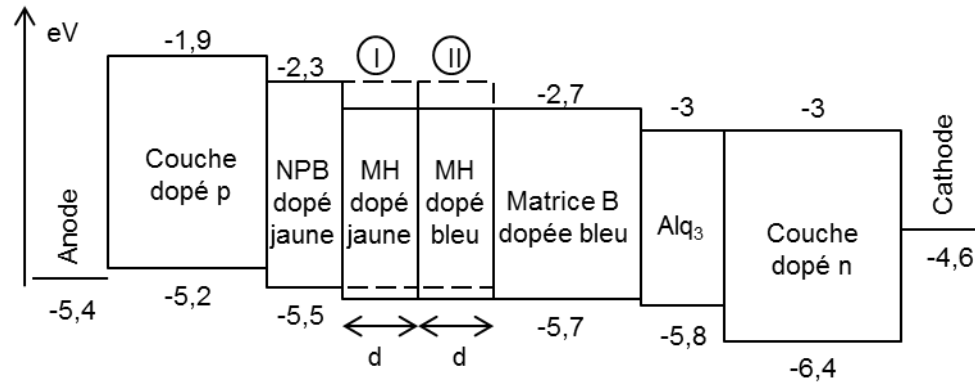 eV
-1,9
-2,3
I
II
-2,7
-3
-3
Anode
Couche
dopé p
NPB
dopé
jaune
MH
dopé
jaune
MH
dopé
bleu
Matrice B
dopée bleu
Alq₃
Couche
dopé n
Cathode
-4,6
-5,4
-5,2
-5,5
d
d
-5,7
-5,8
-6,4